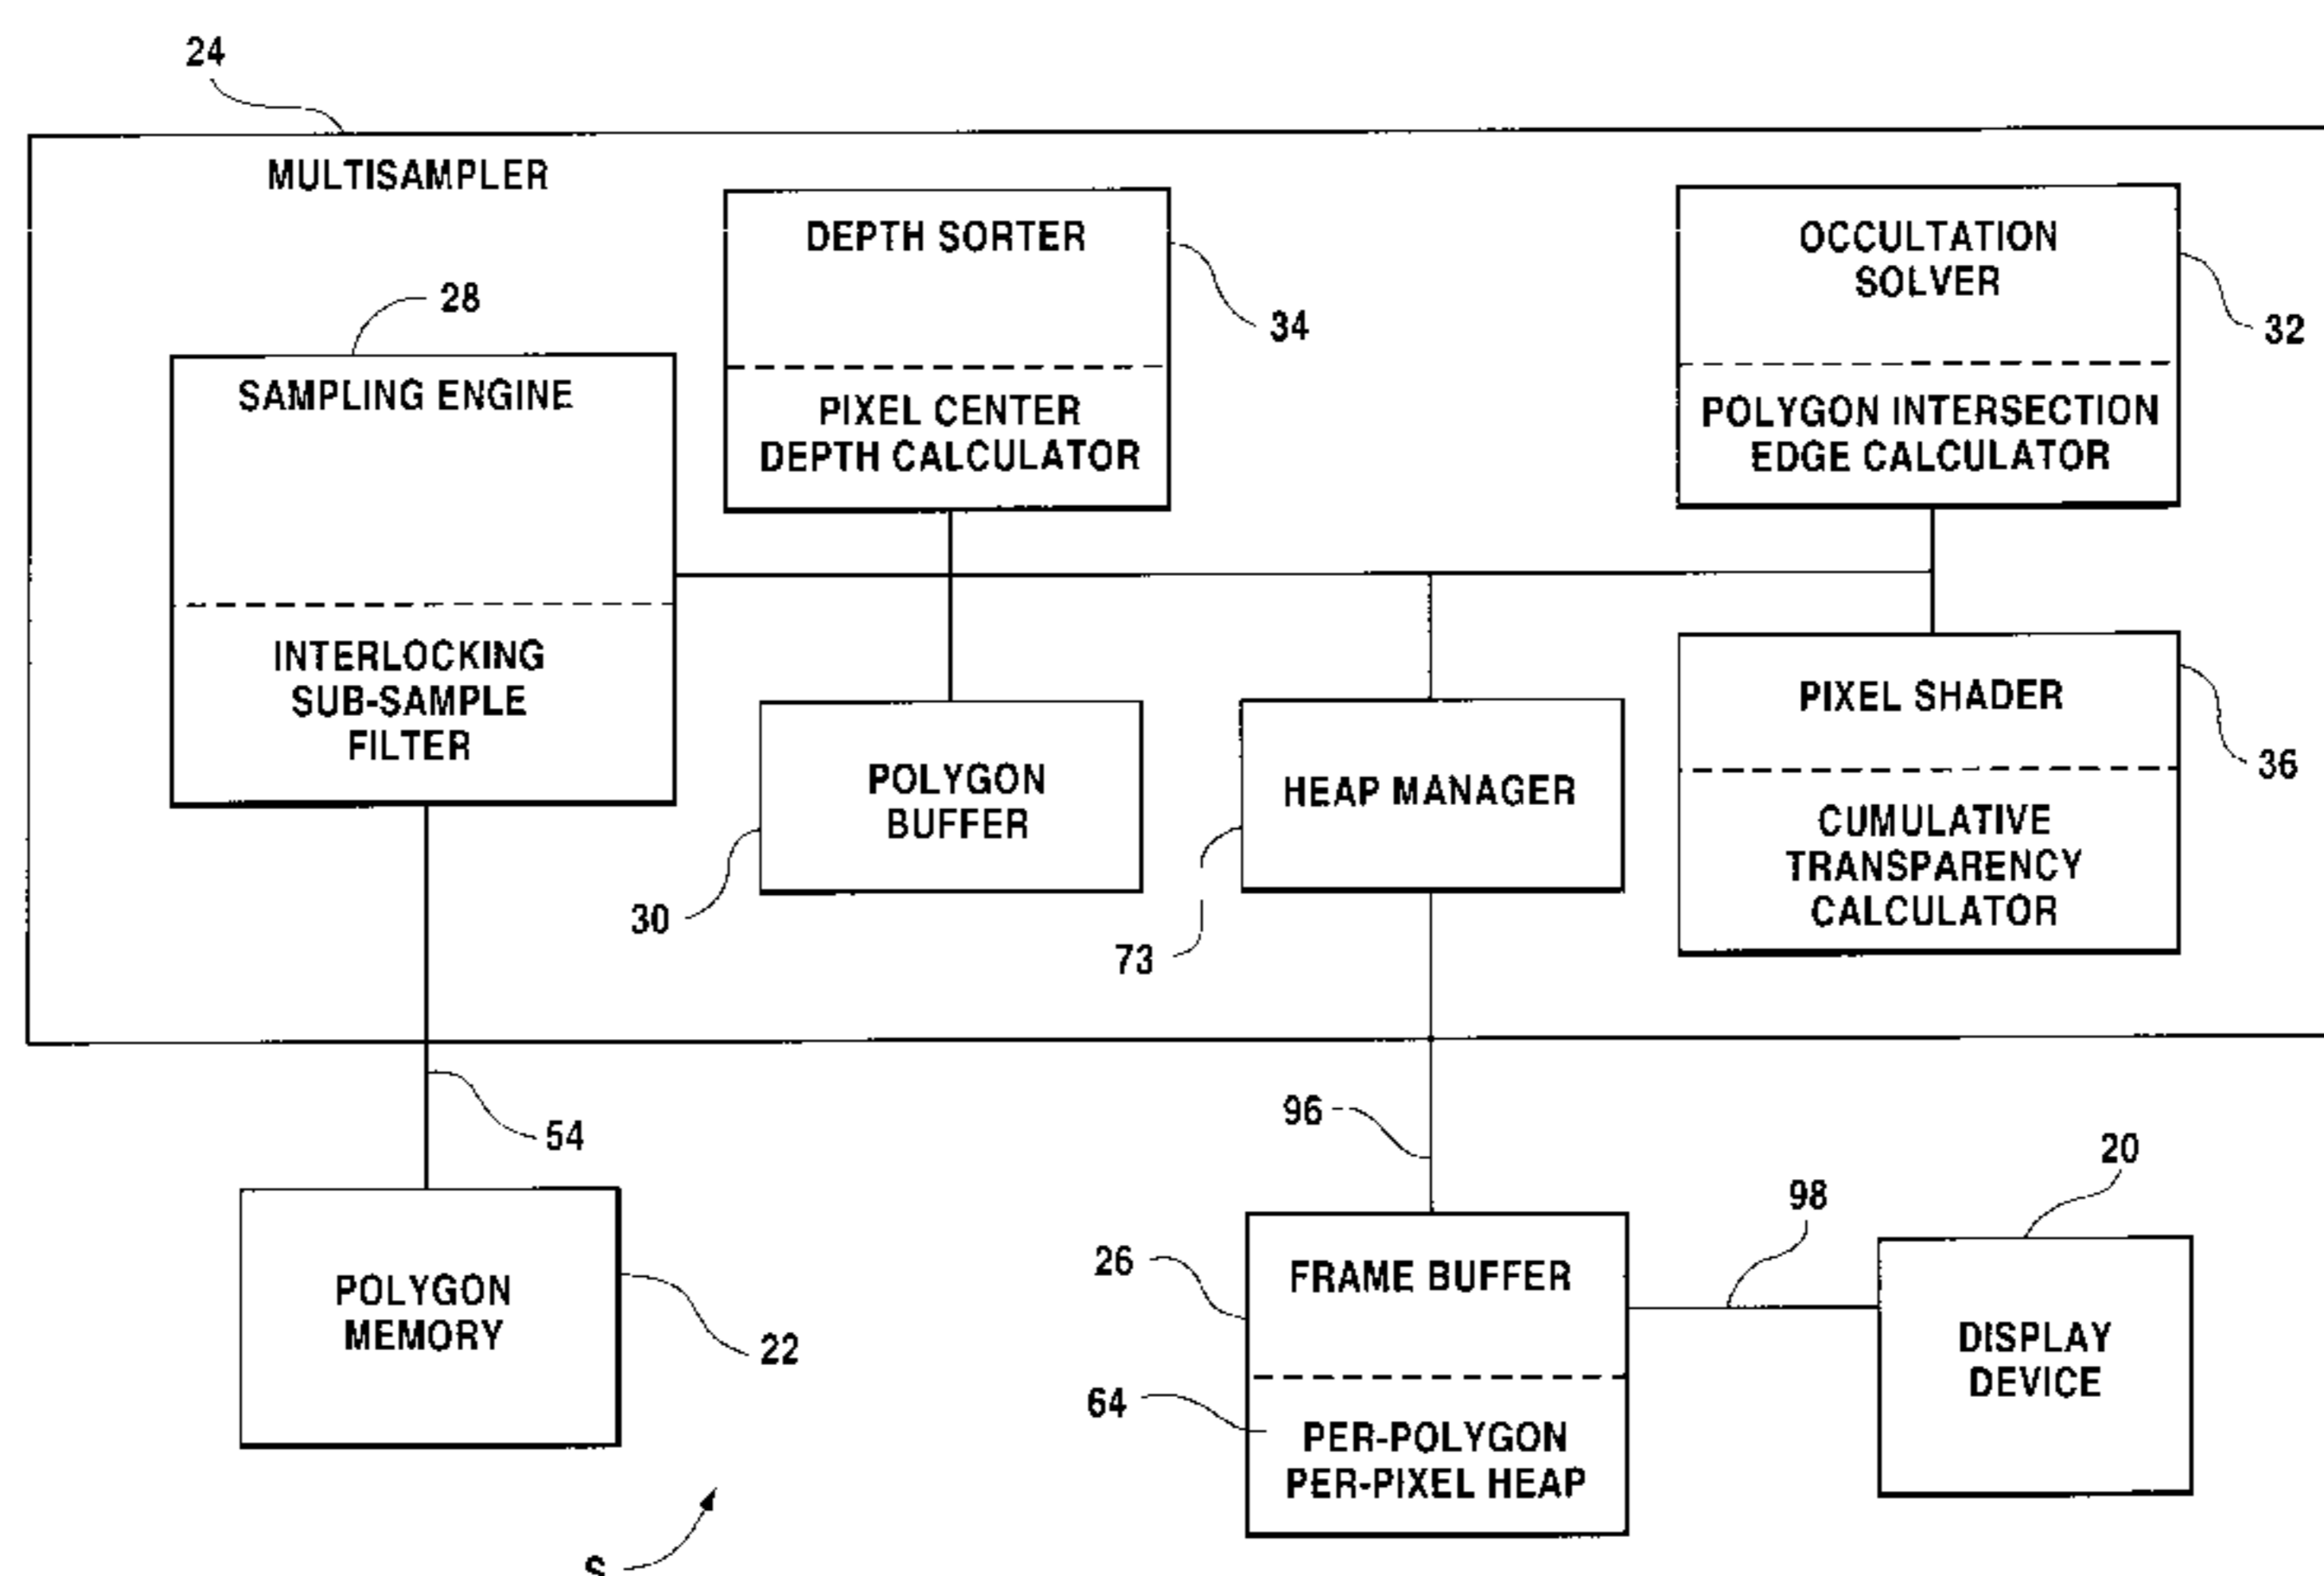 24
MULTISAMPLER
DEPTH SORTER
PIXEL CENTER
DEPTH CALCULATOR
34
OCCULTATION
SOLVER
POLYGON INTERSECTION
EDGE CALCULATOR
32
28
SAMPLING ENGINE
INTERLOCKING
SUB-SAMPLE
FILTER
POLYGON
BUFFER
30
HEAP MANAGER
73
PIXEL SHADER
CUMULATIVE
TRANSPARENCY
CALCULATOR
36
54
POLYGON
MEMORY
22
96
26
FRAME BUFFER
64
PER-POLYGON
PER-PIXEL HEAP
98
20
DISPLAY
DEVICE
S